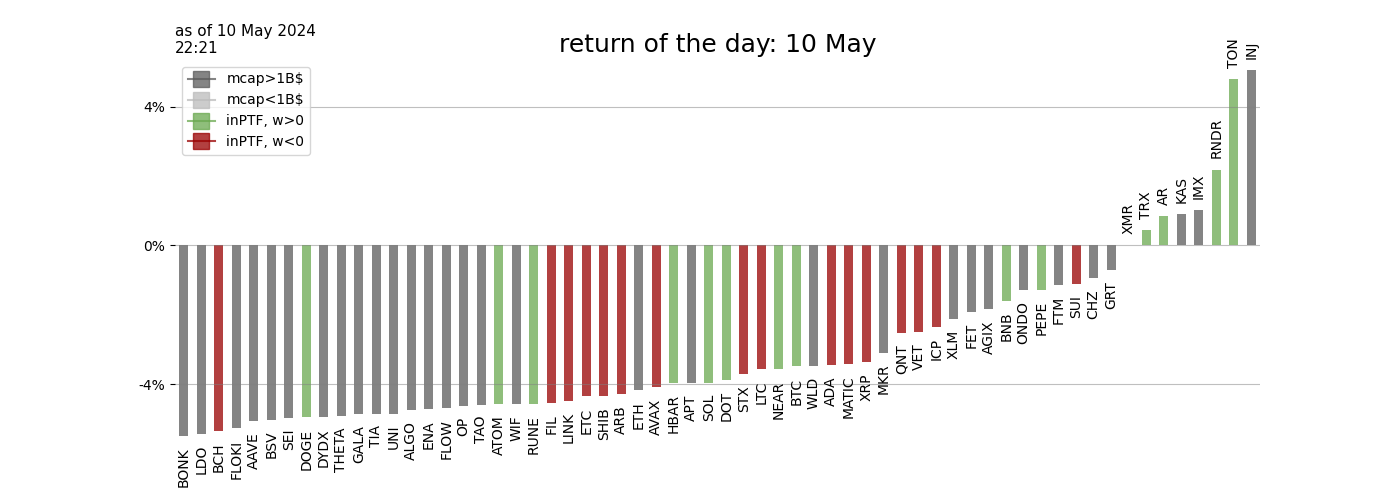 as of 10 May 2024
22:21
return of the day: 10 May
mcap>1B$
mcap<1B$
inPTF, w>0
inPTF, w<0
4%
0%
-4%
BONK
LDO
BCH
FLOKI
AAVE
BSV
SEI
DOGE
DYDX
THETA
GALA
TIA
UNI
ALGO
ENA
FLOW
OP
TAO
ATOM
WIF
RUNE
FIL
LINK
ETC
SHIB
ARB
ETH
AVAX
HBAR
APT
SOL
DOT
STX
LTC
NEAR
BTC
WLD
ADA
MATIC
XRP
MKR
QNT
VET
ICP
XLM
FET
AGIX
BNB
ONDO
PEPE
FTM
SUI
CHZ
GRT
XMR
TRX
AR
KAS
IMX
RNDR
TON
INJ